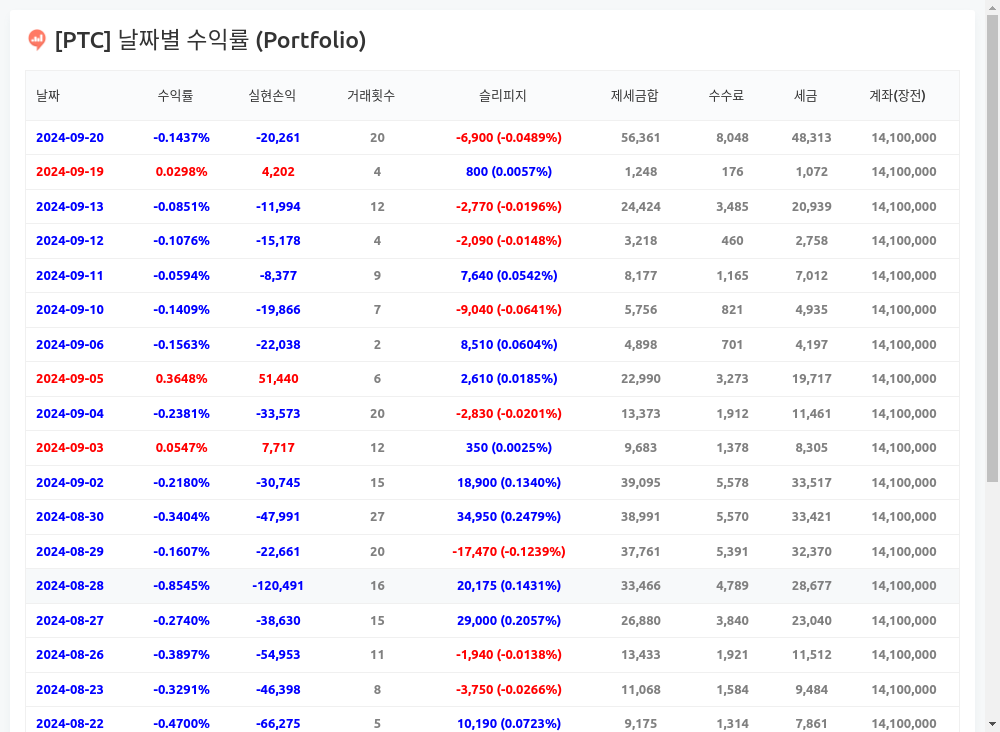 [PTC] 날짜별 수익률 (Portfolio)
날짜 수익률 실현손익 거래횟수 슬리피지 제세금합 수수료 세금 계좌(장전)
2024-09-20 -0.1437% -20,261 20 -6,900 (-0.0489%) 56,361 8,048 48,313 14,100,000
2024-09-19 0.0298% 4,202 4 800 (0.0057%) 1,248 176 1,072 14,100,000
2024-09-13 -0.0851% -11,994 12 -2,770 (-0.0196%) 24,424 3,485 20,939 14,100,000
2024-09-12 -0.1076% -15,178 4 -2,090 (-0.0148%) 3,218 460 2,758 14,100,000
2024-09-11 -0.0594% -8,377 9 7,640 (0.0542%) 8,177 1,165 7,012 14,100,000
2024-09-10 -0.1409% -19,866 7 -9,040 (-0.0641%) 5,756 821 4,935 14,100,000
2024-09-06 -0.1563% -22,038 2 8,510 (0.0604%) 4,898 701 4,197 14,100,000
2024-09-05 0.3648% 51,440 6 2,610 (0.0185%) 22,990 3,273 19,717 14,100,000
2024-09-04 -0.2381% -33,573 20 -2,830 (-0.0201%) 13,373 1,912 11,461 14,100,000
2024-09-03 0.0547% 7,717 12 350 (0.0025%) 9,683 1,378 8,305 14,100,000
2024-09-02 -0.2180% -30,745 15 18,900 (0.1340%) 39,095 5,578 33,517 14,100,000
2024-08-30 -0.3404% -47,991 27 34,950 (0.2479%) 38,991 5,570 33,421 14,100,000
2024-08-29 -0.1607% -22,661 20 -17,470 (-0.1239%) 37,761 5,391 32,370 14,100,000
2024-08-28 -0.8545% -120,491 16 20,175 (0.1431%) 33,466 4,789 28,677 14,100,000
2024-08-27 -0.2740% -38,630 15 29,000 (0.2057%) 26,880 3,840 23,040 14,100,000
2024-08-26 -0.3897% -54,953 11 -1,940 (-0.0138%) 13,433 1,921 11,512 14,100,000
2024-08-23 -0.3291% -46,398 8 -3,750 (-0.0266%) 11,068 1,584 9,484 14,100,000
2024-08-22 -0.4700% -66,275 5 10,190 (0.0723%) 9,175 1,314 7,861 14,100,000